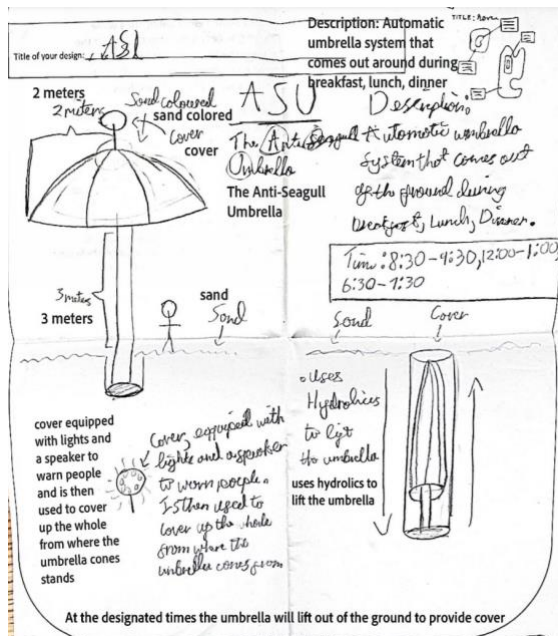 Title of your design: ASU
Description: Automatic
umbrella system that
comes out around during
breakfast, lunch, dinner
TITLE:
2 meters
2 meters
Sand coloured
cover
sand colored
cover
ASU
The Anti Seagull
Umbrella
The Anti-Seagull
Umbrella
Description:
Automatic umbrella
system that comes out
of the ground during
Breakfast, Lunch, Dinner.
Time: 8:30-9:30, 12:00-1:00,
6:30-7:30
3 meters
3 meters
sand
Sand
Sand
Cover
cover equipped
with lights and
a speaker to
warn people
and is then
used to cover
up the whole
from where the
umbrella cones
stands
Cover, equipped with
lights and a speaker
to warn people.
Is then used to
cover up the hole
from where the
umbrella comes from
• Uses
Hydrolics
to lift
the umbrella
uses hydrolics to
lift the umbrella
At the designated times the umbrella will lift out of the ground to provide cover